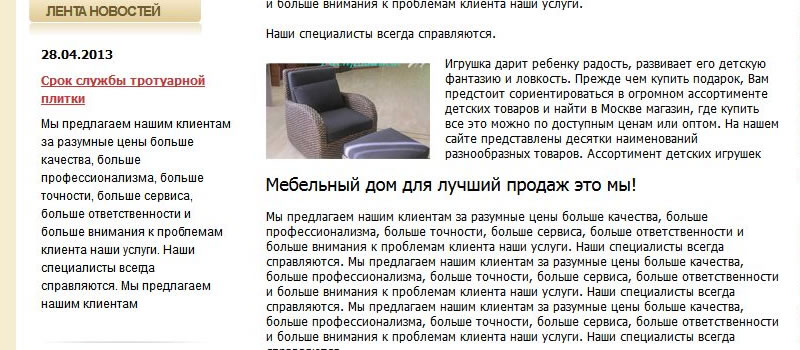 ЛЕНТА НОВОСТЕЙ
28.04.2013
Срок службы тротуарной
плитки
Мы предлагаем нашим клиентам
за разумные цены больше
качества, больше
профессионализма, больше
точности, больше сервиса,
больше ответственности и
больше внимания к проблемам
клиента наши услуги. Наши
специалисты всегда
справляются. Мы предлагаем
нашим клиентам
и больше внимания к проблемам клиента наши услуги.
Наши специалисты всегда справляются.
Игрушка дарит ребенку радость, развивает его детскую
фантазию и ловкость. Прежде чем купить подарок, Вам
предстоит сориентироваться в огромном ассортименте
детских товаров и найти в Москве магазин, где купить
все это можно по доступным ценам или оптом. На нашем
сайте представлены десятки наименований
разнообразных товаров. Ассортимент детских игрушек
Мебельный дом для лучший продаж это мы!
Мы предлагаем нашим клиентам за разумные цены больше качества, больше
профессионализма, больше точности, больше сервиса, больше ответственности и
больше внимания к проблемам клиента наши услуги. Наши специалисты всегда
справляются. Мы предлагаем нашим клиентам за разумные цены больше качества,
больше профессионализма, больше точности, больше сервиса, больше ответственности
и больше внимания к проблемам клиента наши услуги. Наши специалисты всегда
справляются. Мы предлагаем нашим клиентам за разумные цены больше качества,
больше профессионализма, больше точности, больше сервиса, больше ответственности
и больше внимания к проблемам клиента наши услуги. Наши специалисты всегда